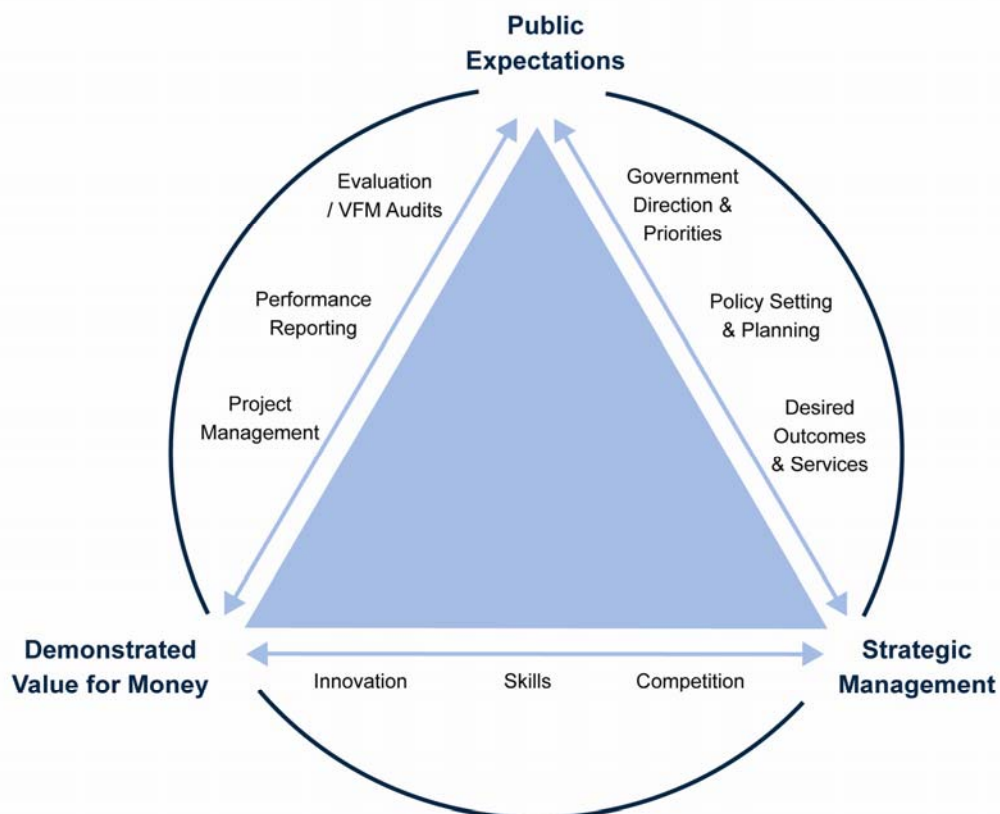 Public
Expectations
Evaluation
/ VFM Audits
Government
Direction &
Priorities
Performance
Reporting
Policy Setting
& Planning
Project
Management
Desired
Outcomes
& Services
Demonstrated
Value for Money
Strategic
Management
Innovation
Skills
Competition